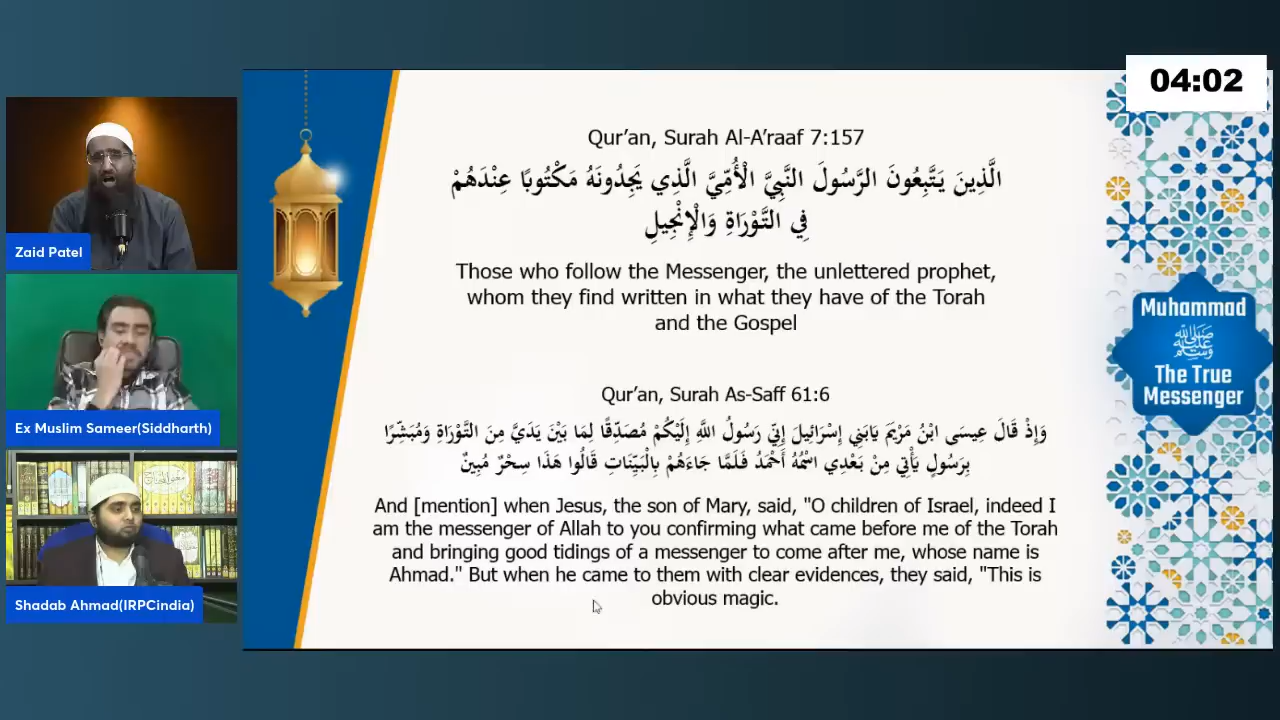 04:02
Zaid Patel
Ex Muslim Sameer(Siddharth)
Shadab Ahmad(IRPCindia)
Qur’an, Surah Al-A’raaf 7:157
الَّذِينَ يَتَّبِعُونَ الرَّسُولَ النَّبِيَّ الْأُمِّيَّ الَّذِي يَجِدُونَهُ مَكْتُوبًا عِنْدَهُمْ
فِي التَّوْرَاةِ وَالْإِنْجِيلِ
Those who follow the Messenger, the unlettered prophet,
whom they find written in what they have of the Torah
and the Gospel
Qur’an, Surah As-Saff 61:6
وَإِذْ قَالَ عِيسَى ابْنُ مَرْيَمَ يَابَنِي إِسْرَائِيلَ إِنِّي رَسُولُ اللَّهِ إِلَيْكُمْ مُصَدِّقًا لِمَا بَيْنَ يَدَيَّ مِنَ التَّوْرَاةِ وَمُبَشِّرًا
بِرَسُولٍ يَأْتِي مِنْ بَعْدِي اسْمُهُ أَحْمَدُ فَلَمَّا جَاءَهُمْ بِالْبَيِّنَاتِ قَالُوا هَذَا سِحْرٌ مُبِينٌ
And [mention] when Jesus, the son of Mary, said, "O children of Israel, indeed I
am the messenger of Allah to you confirming what came before me of the Torah
and bringing good tidings of a messenger to come after me, whose name is
Ahmad." But when he came to them with clear evidences, they said, "This is
obvious magic.
Muhammad
ﷺ
The True
Messenger